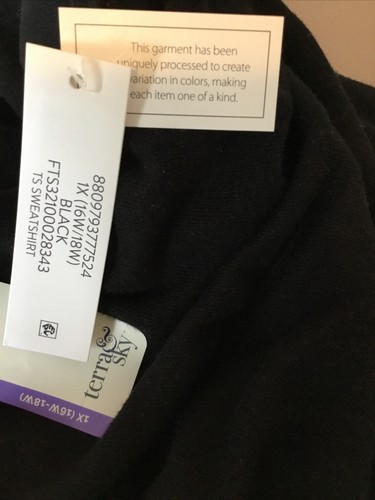 This garment has been
uniquely processed to create
variation in colors, making
each item one of a kind.
8809793777524
1X (16W/18W)
BLACK
FTS32100028343
TS SWEATSHIRT
terra &
sky
1X (16W-18W)